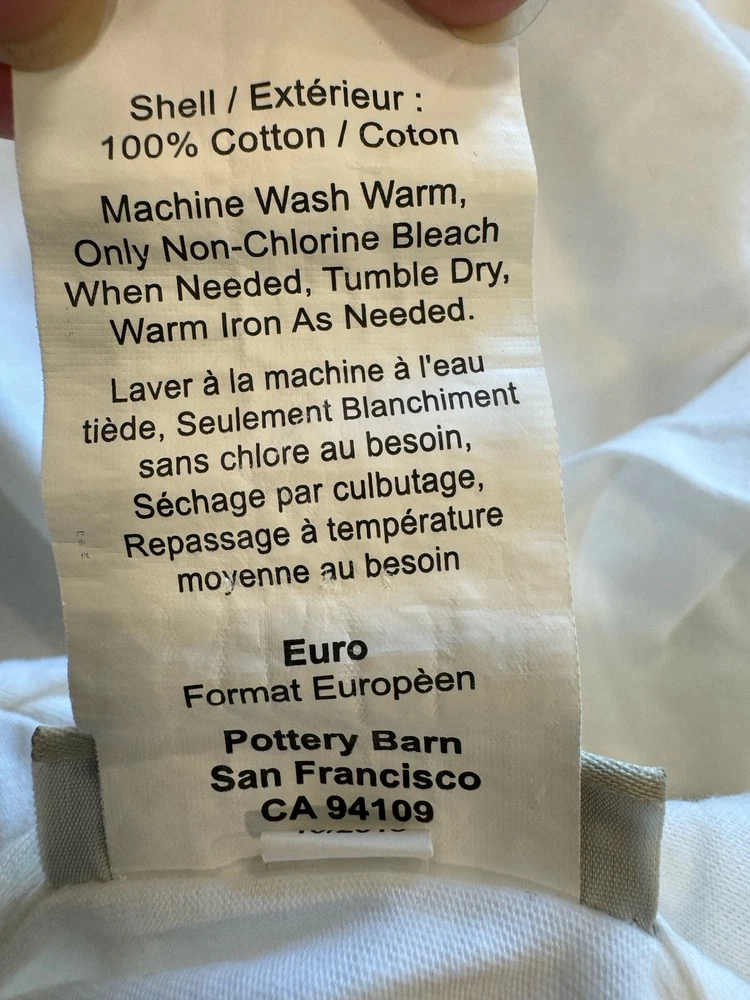 Shell / Extérieur :
100% Cotton / Coton
Machine Wash Warm,
Only Non-Chlorine Bleach
When Needed, Tumble Dry,
Warm Iron As Needed.
Laver à la machine à l'eau
tiède, Seulement Blanchiment
sans chlore au besoin,
Séchage par culbutage,
Repassage à température
moyenne au besoin
Euro
Format Europèen
Pottery Barn
San Francisco
CA 94109